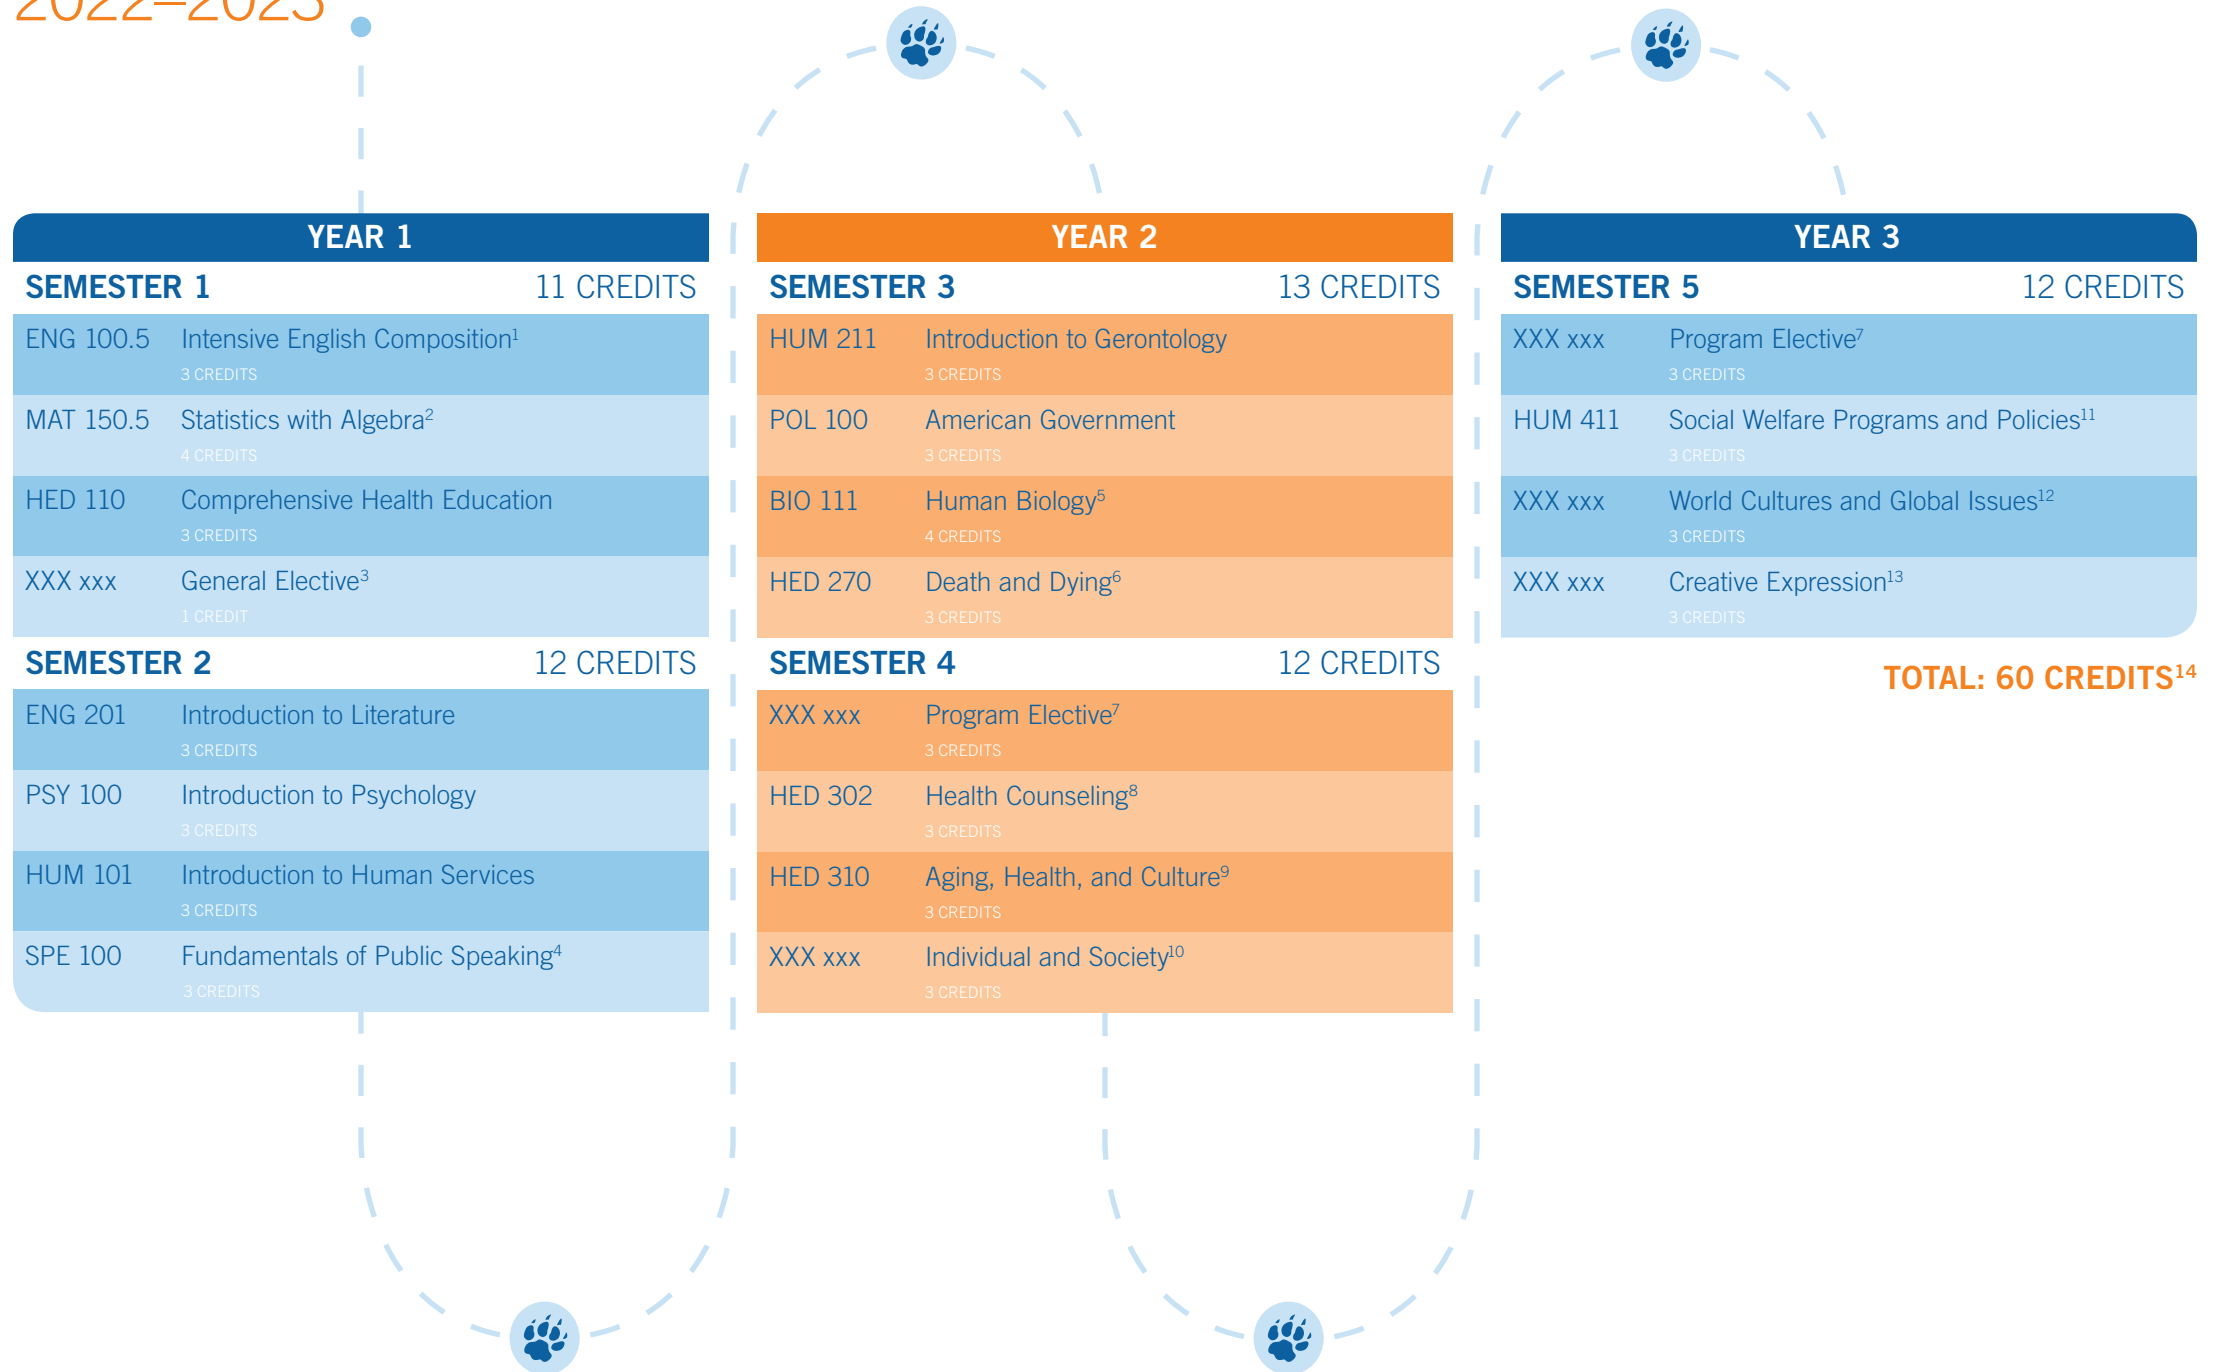 2022–2023
YEAR 1
SEMESTER 1 11 CREDITS
ENG 100.5 Intensive English Composition¹
3 CREDITS
MAT 150.5 Statistics with Algebra²
4 CREDITS
HED 110 Comprehensive Health Education
3 CREDITS
XXX xxx General Elective³
1 CREDIT
SEMESTER 2 12 CREDITS
ENG 201 Introduction to Literature
3 CREDITS
PSY 100 Introduction to Psychology
3 CREDITS
HUM 101 Introduction to Human Services
3 CREDITS
SPE 100 Fundamentals of Public Speaking⁴
3 CREDITS
YEAR 2
SEMESTER 3 13 CREDITS
HUM 211 Introduction to Gerontology
3 CREDITS
POL 100 American Government
3 CREDITS
BIO 111 Human Biology⁵
4 CREDITS
HED 270 Death and Dying⁶
3 CREDITS
SEMESTER 4 12 CREDITS
XXX xxx Program Elective⁷
3 CREDITS
HED 302 Health Counseling⁸
3 CREDITS
HED 310 Aging, Health, and Culture⁹
3 CREDITS
XXX xxx Individual and Society¹⁰
3 CREDITS
YEAR 3
SEMESTER 5 12 CREDITS
XXX xxx Program Elective⁷
3 CREDITS
HUM 411 Social Welfare Programs and Policies¹¹
3 CREDITS
XXX xxx World Cultures and Global Issues¹²
3 CREDITS
XXX xxx Creative Expression¹³
3 CREDITS
TOTAL: 60 CREDITS¹⁴